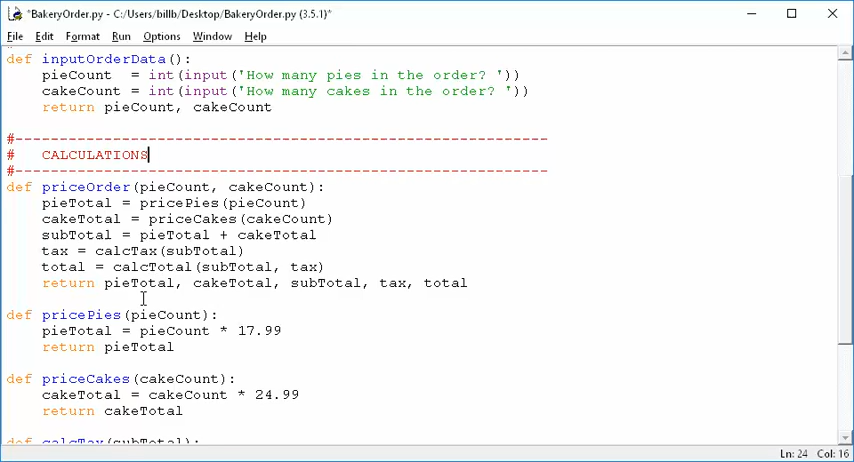 *BakeryOrder.py - C:/Users/billb/Desktop/BakeryOrder.py (3.5.1)*
File Edit Format Run Options Window Help
def inputOrderData():
    pieCount  = int(input('How many pies in the order? '))
    cakeCount = int(input('How many cakes in the order? '))
    return pieCount, cakeCount
#------------------------------------------------------------
#   CALCULATIONS
#------------------------------------------------------------
def priceOrder(pieCount, cakeCount):
    pieTotal = pricePies(pieCount)
    cakeTotal = priceCakes(cakeCount)
    subTotal = pieTotal + cakeTotal
    tax = calcTax(subTotal)
    total = calcTotal(subTotal, tax)
    return pieTotal, cakeTotal, subTotal, tax, total
def pricePies(pieCount):
    pieTotal = pieCount * 17.99
    return pieTotal
def priceCakes(cakeCount):
    cakeTotal = cakeCount * 24.99
    return cakeTotal
def calcTax(subTotal):
Ln: 24 Col: 16